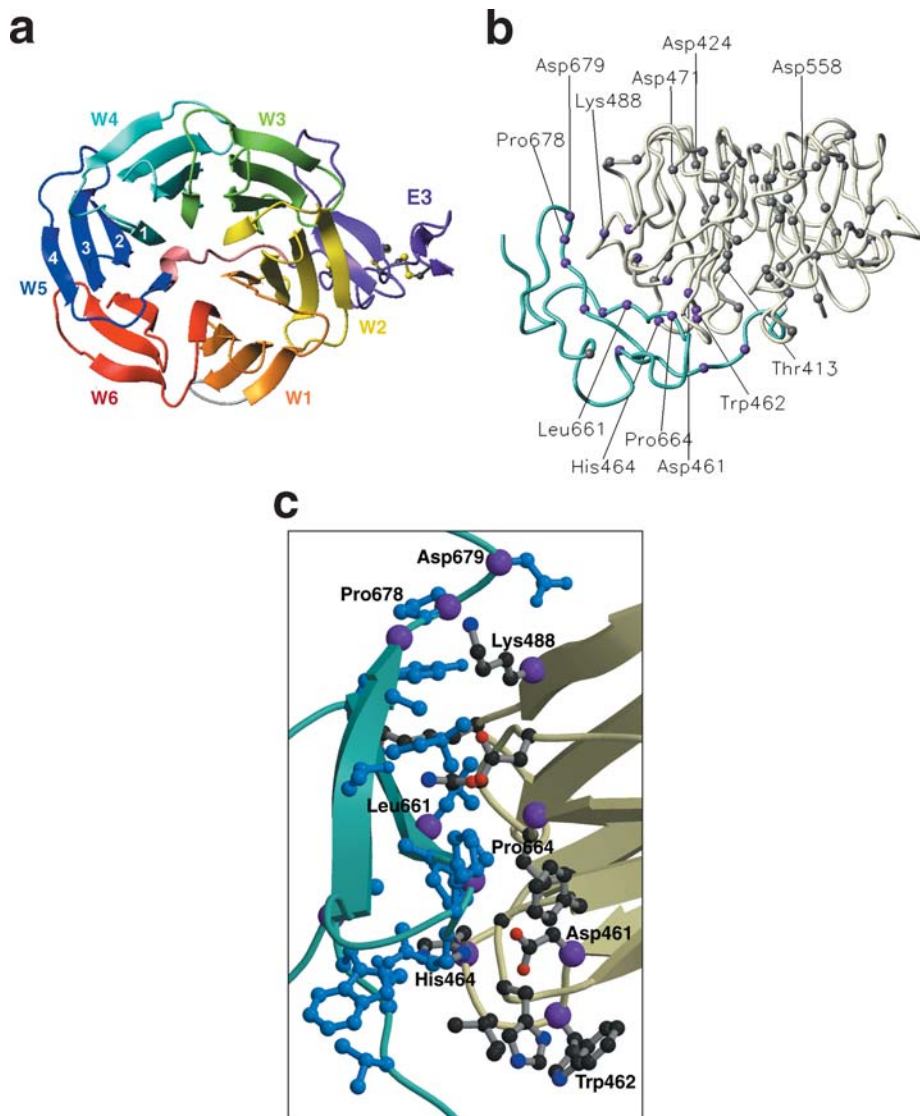 a
W4
W3
E3
4
3
2
1
W5
W2
W6
W1
b
Asp424
Asp679
Asp471
Asp558
Lys488
Pro678
Thr413
Trp462
Leu661
Pro664
His464
Asp461
c
Asp679
Pro678
Lys488
Leu661
Pro664
Asp461
His464
Trp462